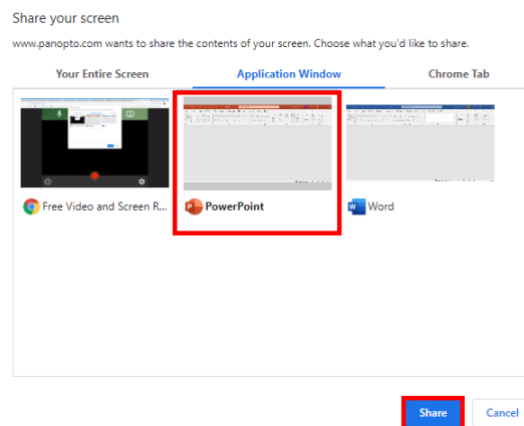 Share your screen
www.panopto.com wants to share the contents of your screen. Choose what you'd like to share.
Your Entire Screen Application Window Chrome Tab
Free Video and Screen R... PowerPoint Word
Share Cancel